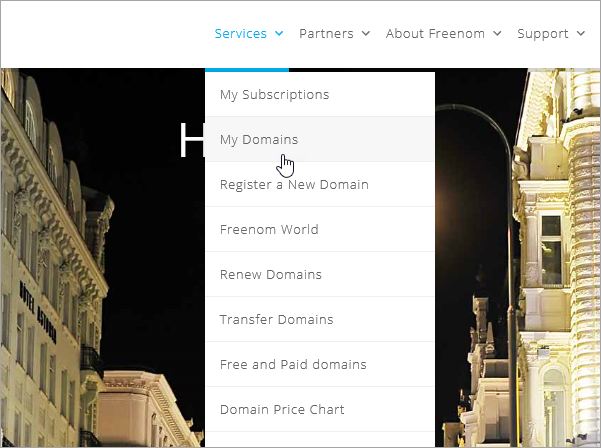 Services Partners About Freenom Support
My Subscriptions
H
My Domains
Register a New Domain
Freenom World
Renew Domains
HOTEL ASTORIA
Transfer Domains
Free and Paid domains
Domain Price Chart